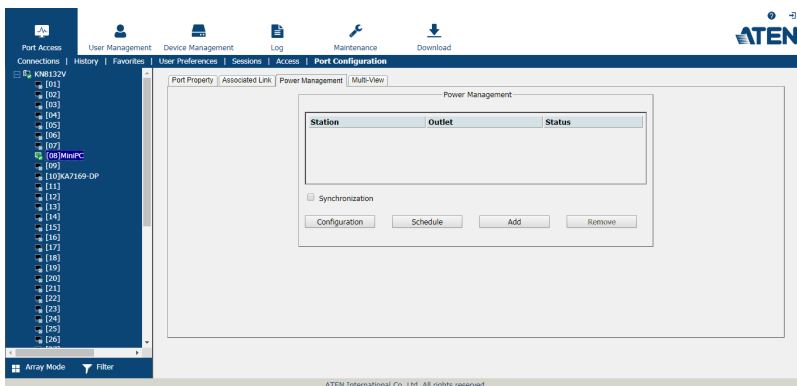 ATEN
Port Access
User Management
Device Management
Log
Maintenance
Download
Connections | History | Favorites | User Preferences | Sessions | Access | Port Configuration
KN8132V
[01]
[02]
[03]
[04]
[05]
[06]
[07]
[08]MiniPC
[09]
[10]KA7169-DP
[11]
[12]
[13]
[14]
[15]
[16]
[17]
[18]
[19]
[20]
[21]
[22]
[23]
[24]
[25]
[26]
Array Mode
Filter
Port Property
Associated Link
Power Management
Multi-View
Power Management
Station
Outlet
Status
Synchronization
Configuration
Schedule
Add
Remove
ATEN International Co. Ltd. All rights reserved